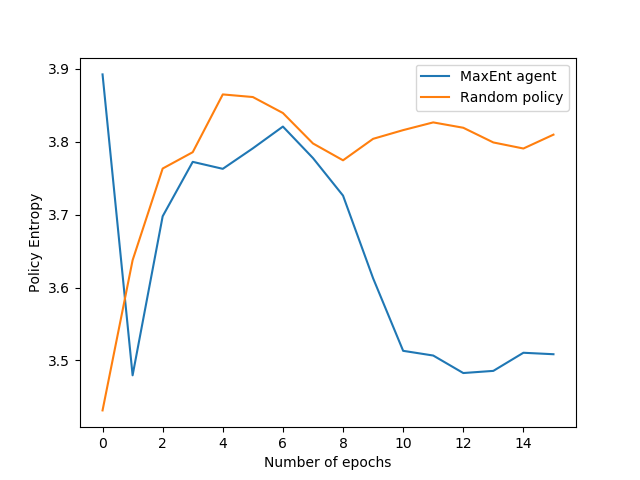 MaxEnt agent
Random policy
3.9
3.8
3.7
3.6
3.5
Policy Entropy
0 2 4 6 8 10 12 14
Number of epochs